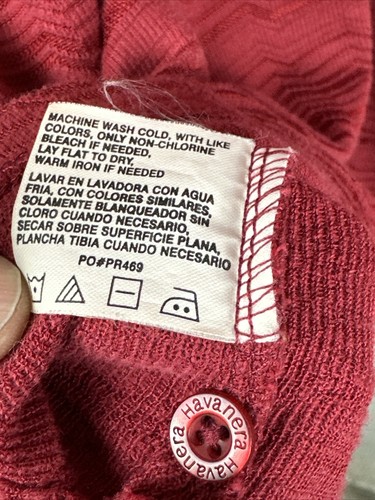 MACHINE WASH COLD, WITH LIKE
COLORS, ONLY NON-CHLORINE
BLEACH IF NEEDED.
LAY FLAT TO DRY,
WARM IRON IF NEEDED
LAVAR EN LAVADORA CON AGUA
FRIA, CON COLORES SIMILARES,
SOLAMENTE BLANQUEADOR SIN
CLORO CUANDO NECESARIO,
SECAR SOBRE SUPERFICIE PLANA,
PLANCHA TIBIA CUANDO NECESARIO
PO#PR469
Havanera
Havanera